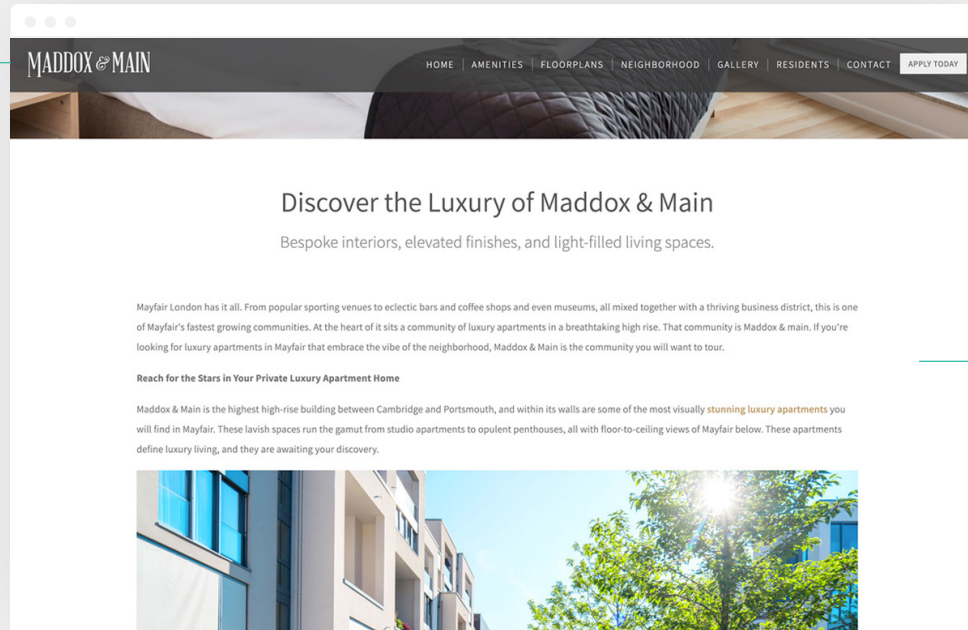 MADDOX & MAIN
HOME | AMENITIES | FLOORPLANS | NEIGHBORHOOD | GALLERY | RESIDENTS | CONTACT APPLY TODAY
Discover the Luxury of Maddox & Main
Bespoke interiors, elevated finishes, and light-filled living spaces.
Mayfair London has it all. From popular sporting venues to eclectic bars and coffee shops and even museums, all mixed together with a thriving business district, this is one
of Mayfair's fastest growing communities. At the heart of it sits a community of luxury apartments in a breathtaking high rise. That community is Maddox & main. If you're
looking for luxury apartments in Mayfair that embrace the vibe of the neighborhood, Maddox & Main is the community you will want to tour.
Reach for the Stars in Your Private Luxury Apartment Home
Maddox & Main is the highest high-rise building between Cambridge and Portsmouth, and within its walls are some of the most visually stunning luxury apartments you
will find in Mayfair. These lavish spaces run the gamut from studio apartments to opulent penthouses, all with floor-to-ceiling views of Mayfair below. These apartments
define luxury living, and they are awaiting your discovery.